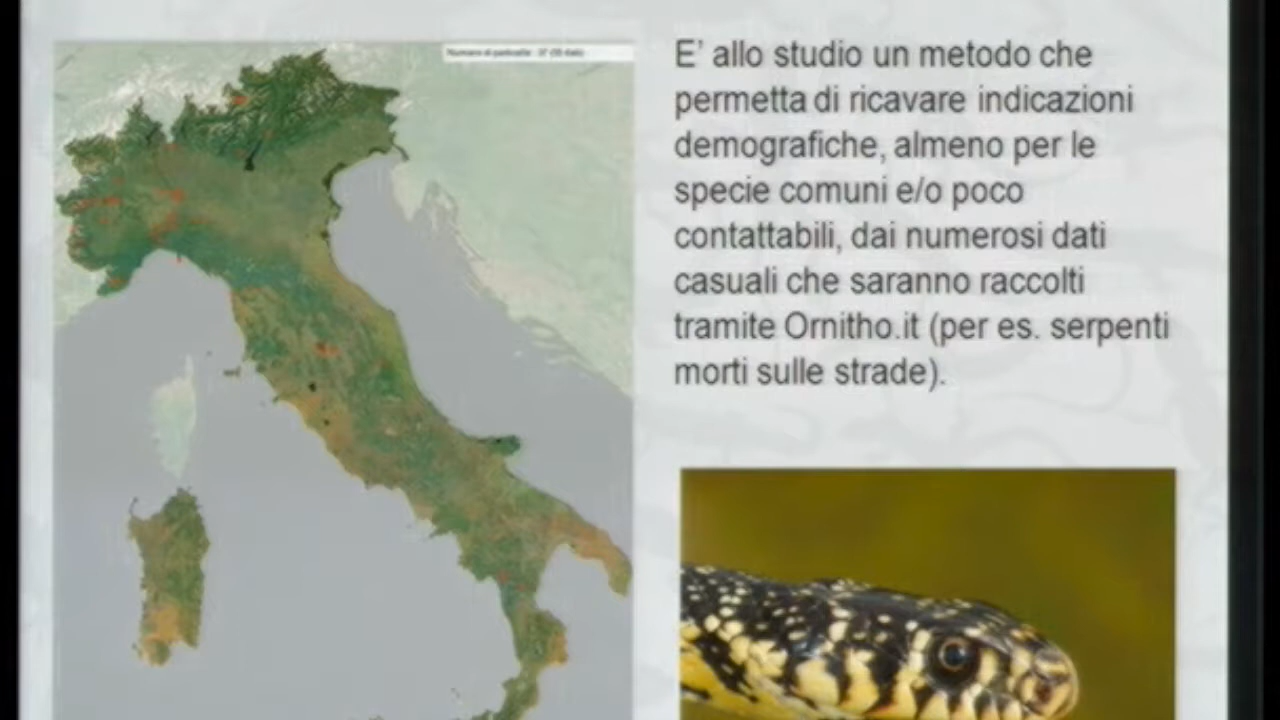 E' allo studio un metodo che
permetta di ricavare indicazioni
demografiche, almeno per le
specie comuni e/o poco
contattabili, dai numerosi dati
casuali che saranno raccolti
tramite Ornitho.it (per es. serpenti
morti sulle strade).